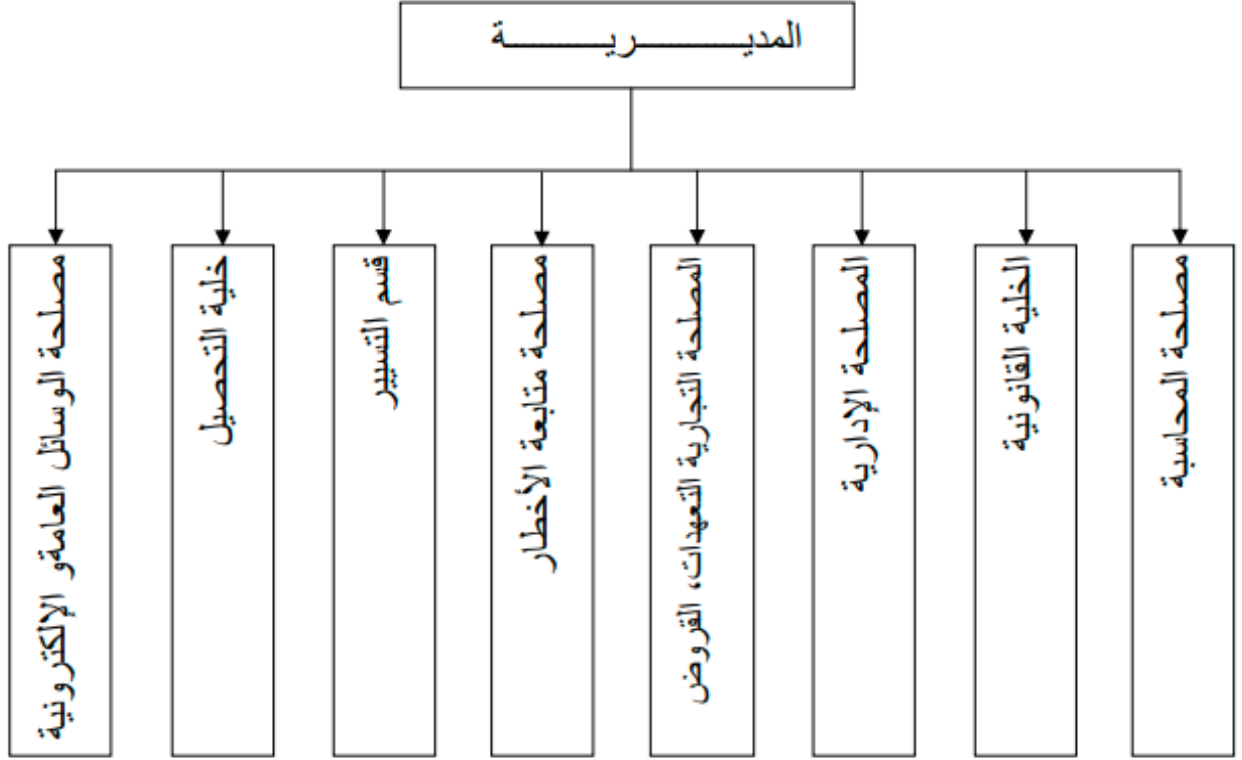 المديـــــــــريـــــــــة
مصلحة المحاسبة
الخلية القانونية
المصلحة الإدارية
المصلحة التجارية التعهدات، القروض
مصلحة متابعة الأخطار
قسم التسيير
خلية التحصيل
مصلحة الوسائل العامةو الإلكترونية